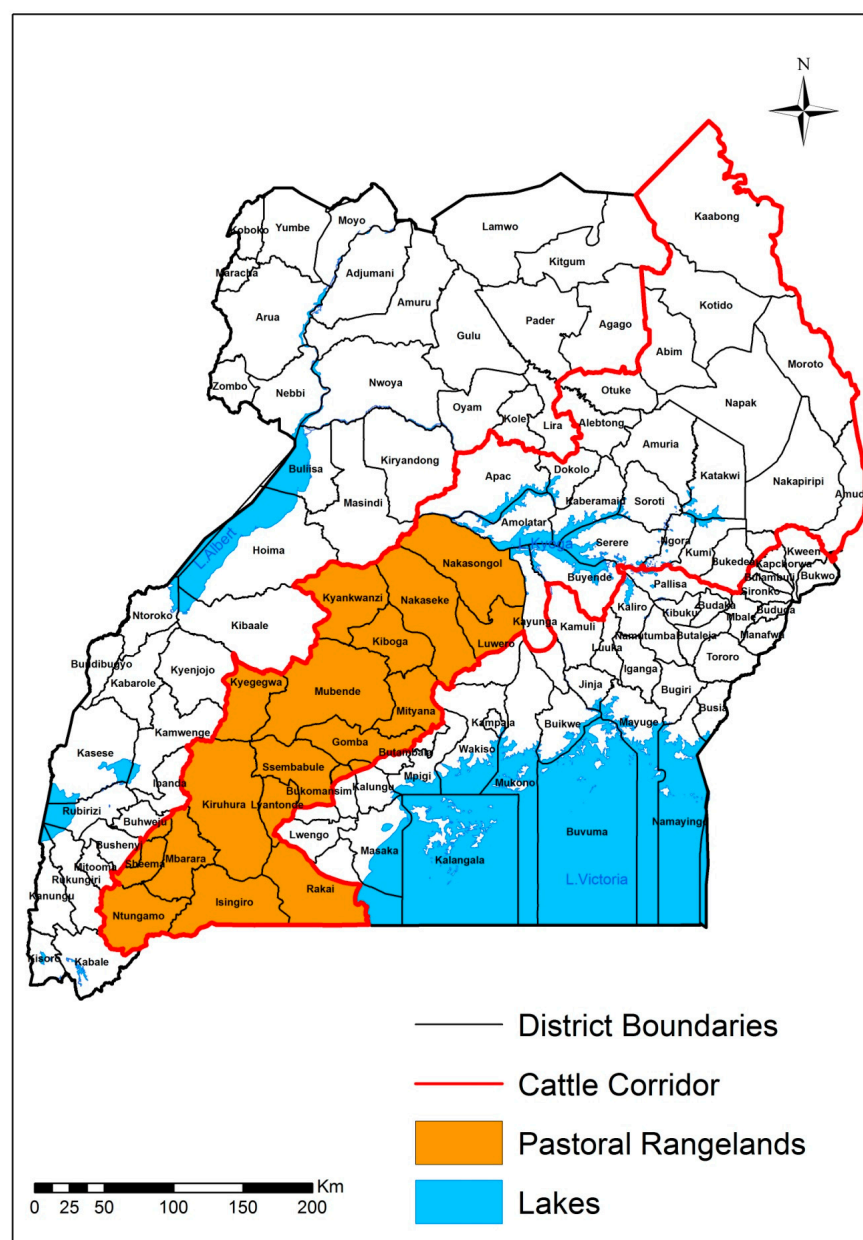 N
Kaabong
Koboko
Yumbe
Moyo
Lamwo
Kitgum
Maracha
Adjumani
Arua
Amuru
Kotido
Gulu
Pader
Agago
Abim
Moroto
Zombo
Nebbi
Nwoya
Otuke
Napak
Oyam
Kole
Lira
Alebtong
Amuria
Buliisa
Kiryandong
Apac
Dokolo
Katakwi
Nakapiripi
Masindi
Kaberamaid
Soroti
Amuc
L.Albert
Amolatar
Hoima
Nakasongol
L.Kyoga
Serere
Ngora
Kumi
Bukedea
Kween
Kapchorwa
Bulambuli
Bukwo
Kyankwanzi
Nakaseke
Buyende
Pallisa
Sironko
Ntoroko
Kibaale
Kiboga
Luwero
Kayunga
Kamuli
Kaliro
Kibuku
Budaka
Mbale
Bududa
Bundibugyo
Kabarole
Kyenjojo
Namutumba
Butaleja
Manafwa
Luuka
Tororo
Kyegegwa
Mubende
Mityana
Iganga
Jinja
Bugiri
Busia
Kasese
Kamwenge
Gomba
Kampala
Buikwe
Mayuge
Butambala
Wakiso
Ssembabule
Mpigi
Mukono
Ibanda
Bukomansim
Kalungu
Rubirizi
Kiruhura
Lyantonde
Buhweju
Lwengo
Buvuma
Namaying
Busheny
Sheema
Mbarara
Masaka
Kalangala
Mitooma
Rukungiri
L.Victoria
Kanungu
Rakai
Ntungamo
Isingiro
Kisoro
Kabale
District Boundaries
Cattle Corridor
Pastoral Rangelands
Lakes
Km
0 25 50 100 150 200